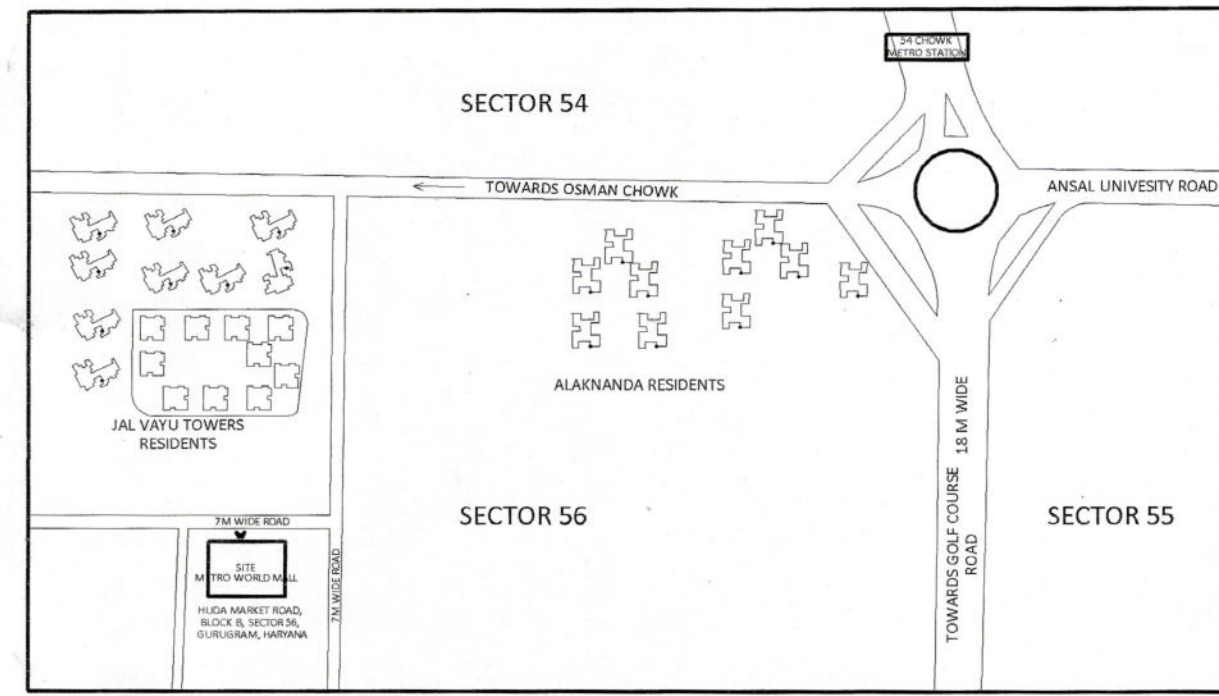 54 CHOWK
METRO STATION
SECTOR 54
TOWARDS OSMAN CHOWK
ANSAL UNIVESITY ROAD
ALAKNANDA RESIDENTS
JAL VAYU TOWERS
RESIDENTS
18 M WIDE
TOWARDS GOLF COURSE
ROAD
SECTOR 56
SECTOR 55
7M WIDE ROAD
7M WIDE ROAD
SITE
METRO WORLD MALL
HUDA MARKET ROAD,
BLOCK B, SECTOR 56,
GURUGRAM, HARYANA